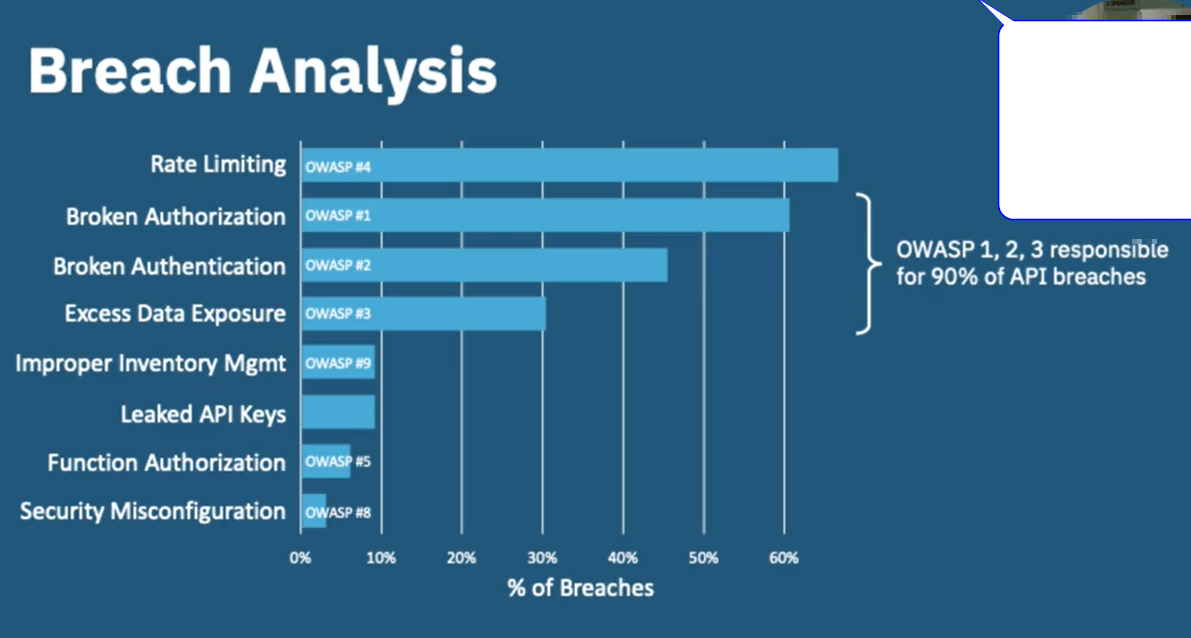 Breach Analysis
Rate Limiting
OWASP #4
Broken Authorization
OWASP #1
Broken Authentication
OWASP #2
Excess Data Exposure
OWASP #3
Improper Inventory Mgmt
OWASP #9
Leaked API Keys
Function Authorization
OWASP #5
Security Misconfiguration
OWASP #8
OWASP 1, 2, 3 responsible
for 90% of API breaches
0% 10% 20% 30% 40% 50% 60%
% of Breaches